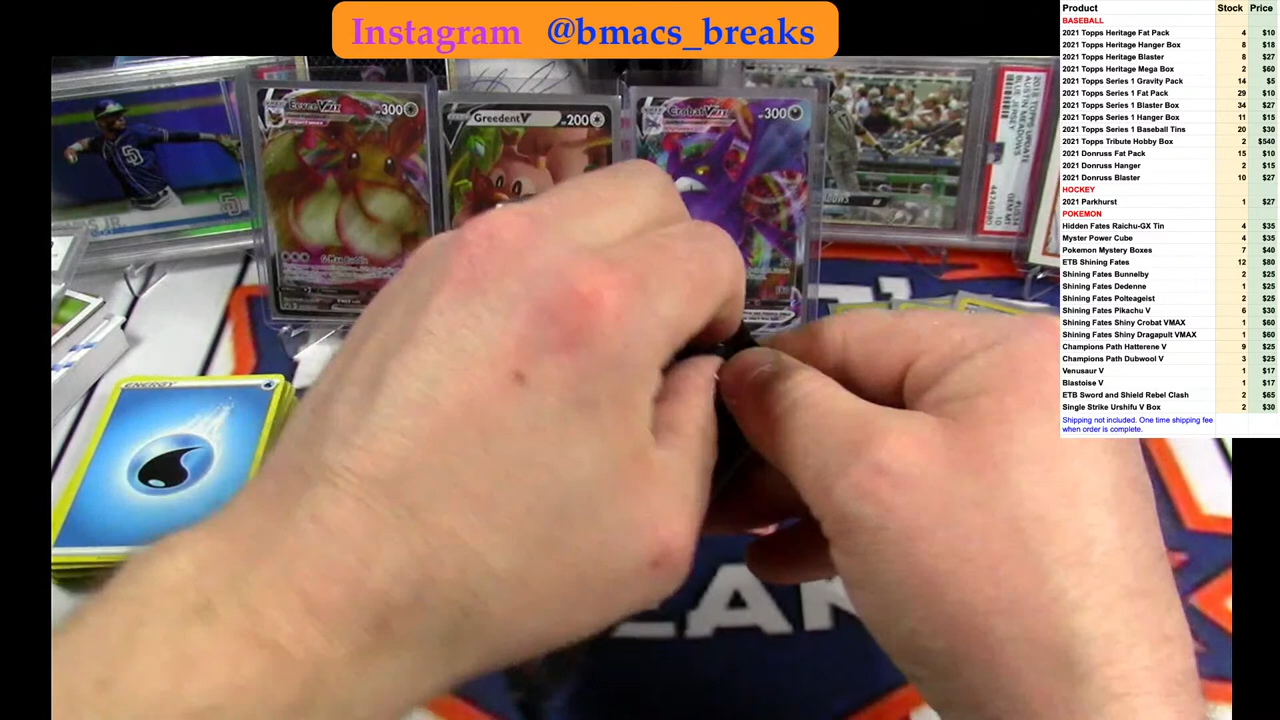 Instagram @bmacs_breaks
Product Stock Price
BASEBALL
2021 Topps Heritage Fat Pack 4 $10
2021 Topps Heritage Hanger Box 8 $18
2021 Topps Heritage Blaster 8 $27
2021 Topps Heritage Mega Box 2 $60
2021 Topps Series 1 Gravity Pack 14 $5
2021 Topps Series 1 Fat Pack 29 $10
2021 Topps Series 1 Blaster Box 34 $27
2021 Topps Series 1 Hanger Box 11 $15
2021 Topps Series 1 Baseball Tins 20 $30
2021 Topps Tribute Hobby Box 2 $540
2021 Donruss Fat Pack 15 $10
2021 Donruss Hanger 2 $15
2021 Donruss Blaster 10 $27
HOCKEY
2021 Parkhurst 1 $27
POKEMON
Hidden Fates Raichu-GX Tin 4 $35
Myster Power Cube 4 $35
Pokemon Mystery Boxes 7 $40
ETB Shining Fates 12 $80
Shining Fates Bunnelby 2 $25
Shining Fates Dedenne 1 $25
Shining Fates Polteageist 2 $25
Shining Fates Pikachu V 6 $30
Shining Fates Shiny Crobat VMAX 1 $60
Shining Fates Shiny Dragapult VMAX 1 $60
Champions Path Hatterene V 9 $25
Champions Path Dubwool V 3 $25
Venusaur V 1 $17
Blastoise V 1 $17
ETB Sword and Shield Rebel Clash 2 $65
Single Strike Urshifu V Box 2 $30
Shipping not included. One time shipping fee
when order is complete.
Eevee VMAX 300
Greedent V 200
Crobat VMAX 300
G-Max Cuddle
JR
ENERGY